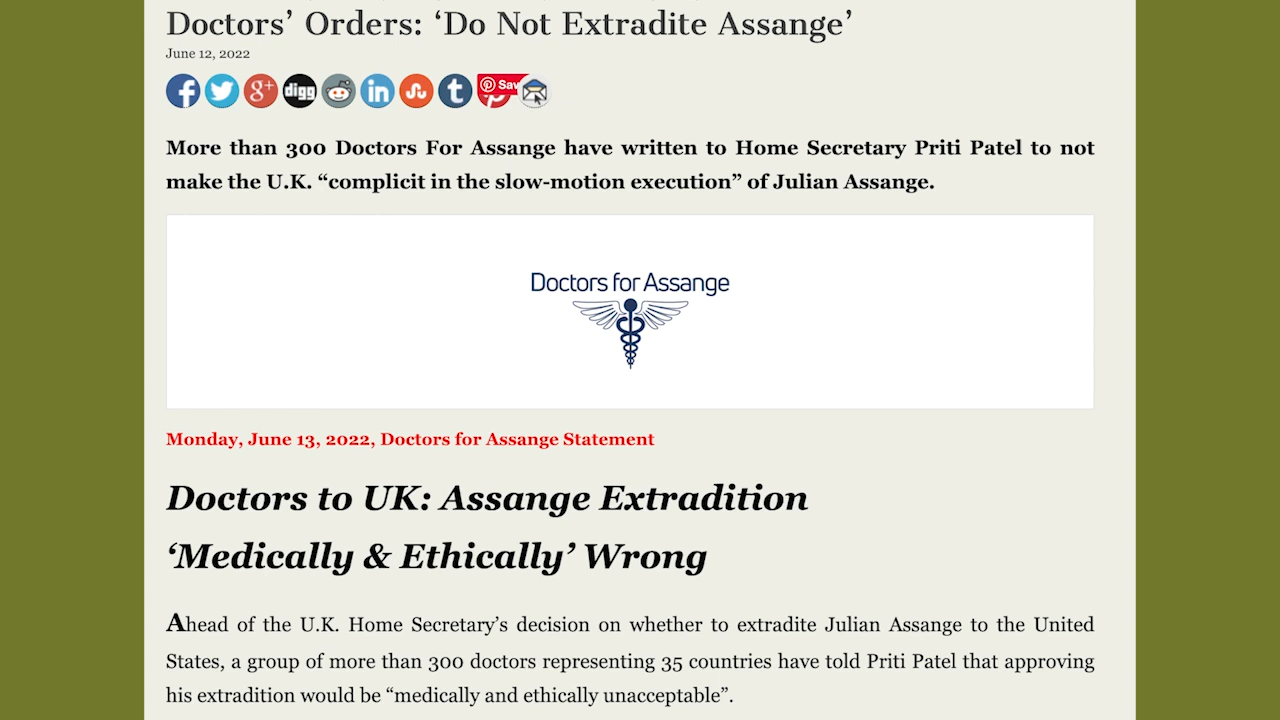 Doctors’ Orders: ‘Do Not Extradite Assange’
June 12, 2022
digg
Save
More than 300 Doctors For Assange have written to Home Secretary Priti Patel to not
make the U.K. “complicit in the slow-motion execution” of Julian Assange.
Doctors for Assange
Monday, June 13, 2022, Doctors for Assange Statement
Doctors to UK: Assange Extradition
‘Medically & Ethically’ Wrong
Ahead of the U.K. Home Secretary’s decision on whether to extradite Julian Assange to the United
States, a group of more than 300 doctors representing 35 countries have told Priti Patel that approving
his extradition would be “medically and ethically unacceptable”.